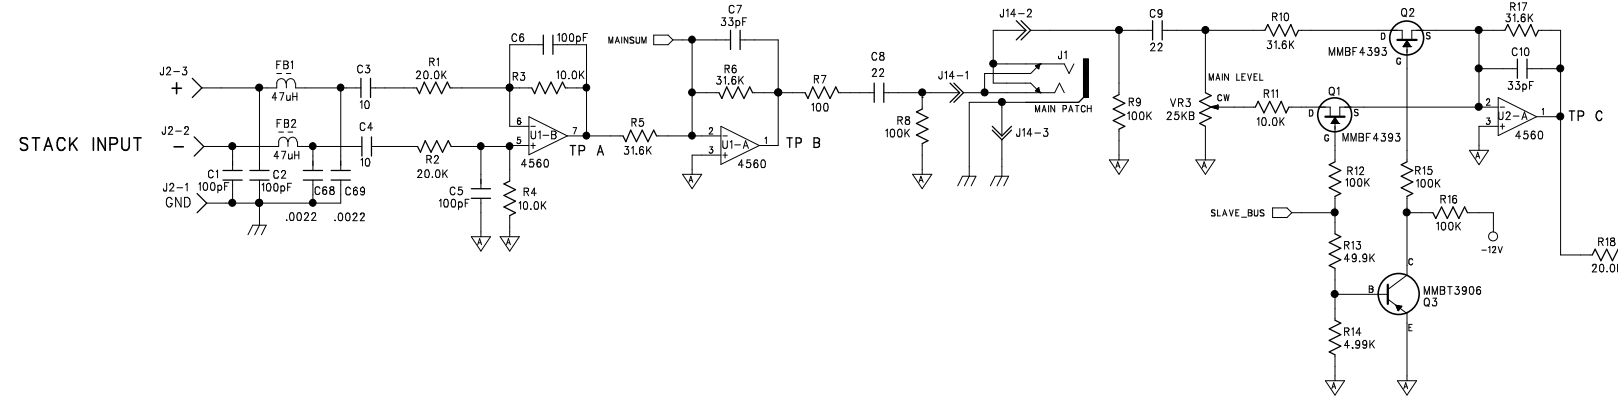 STACK INPUT
J2-3
+
FB1
47uH
C3
10
R1
20.0K
C6
100pF
R3
10.0K
J2-2
-
FB2
47uH
C4
10
R2
20.0K
6
5
-
+
U1-B
7
4560
TP A
J2-1
GND
C1
100pF
C2
100pF
C68
.0022
C69
.0022
C5
100pF
R4
10.0K
A
A
R5
31.6K
MAINSUM
C7
33pF
R6
31.6K
2
3
-
+
U1-A
1
4560
TP B
A
R7
100
C8
22
R8
100K
A
J14-1
J14-2
J1
MAIN PATCH
J14-3
R9
100K
A
C9
22
MAIN LEVEL
CW
VR3
25KB
A
R10
31.6K
R11
10.0K
Q2
D
S
G
MMBF4393
Q1
D
S
G
MMBF4393
R17
31.6K
C10
33pF
2
3
-
+
U2-A
1
4560
TP C
A
R12
100K
R15
100K
R16
100K
-12V
SLAVE_BUS
R13
49.9K
B
C
E
MMBT3906
Q3
R14
4.99K
A
A
R18